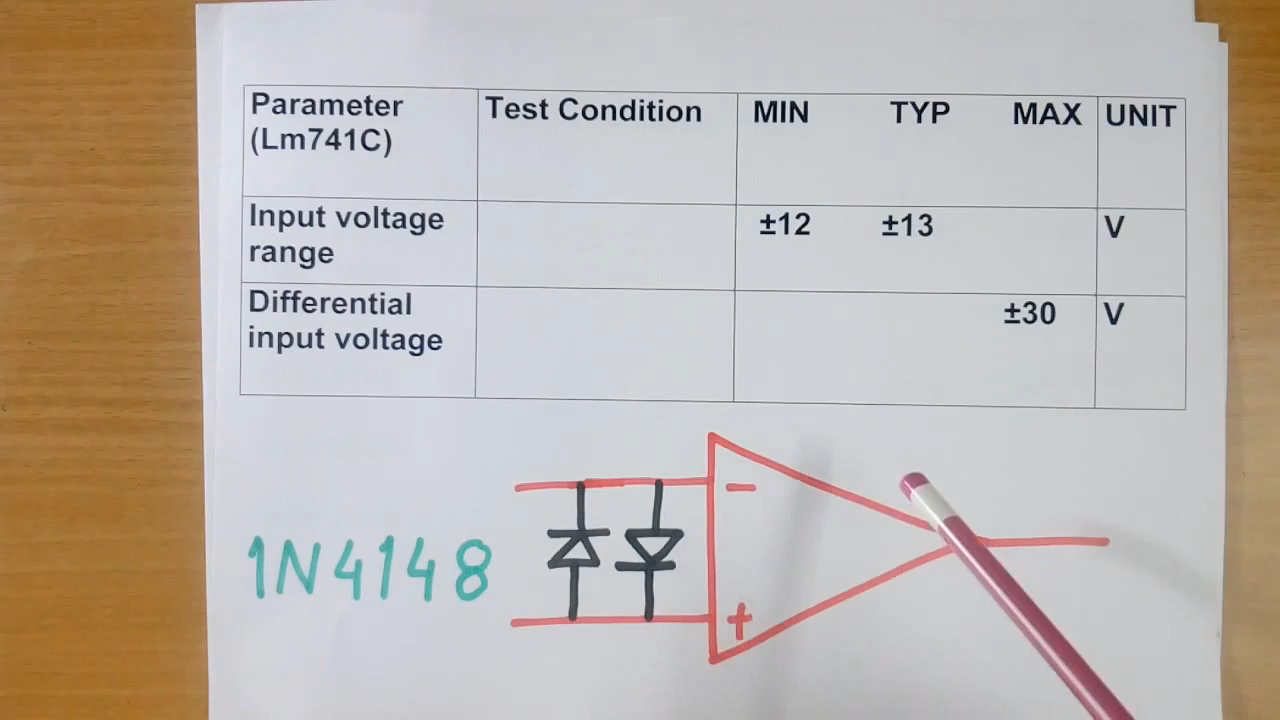 Parameter (Lm741C) Test Condition MIN TYP MAX UNIT
Input voltage range ±12 ±13 V
Differential input voltage ±30 V
−
1N4148
+